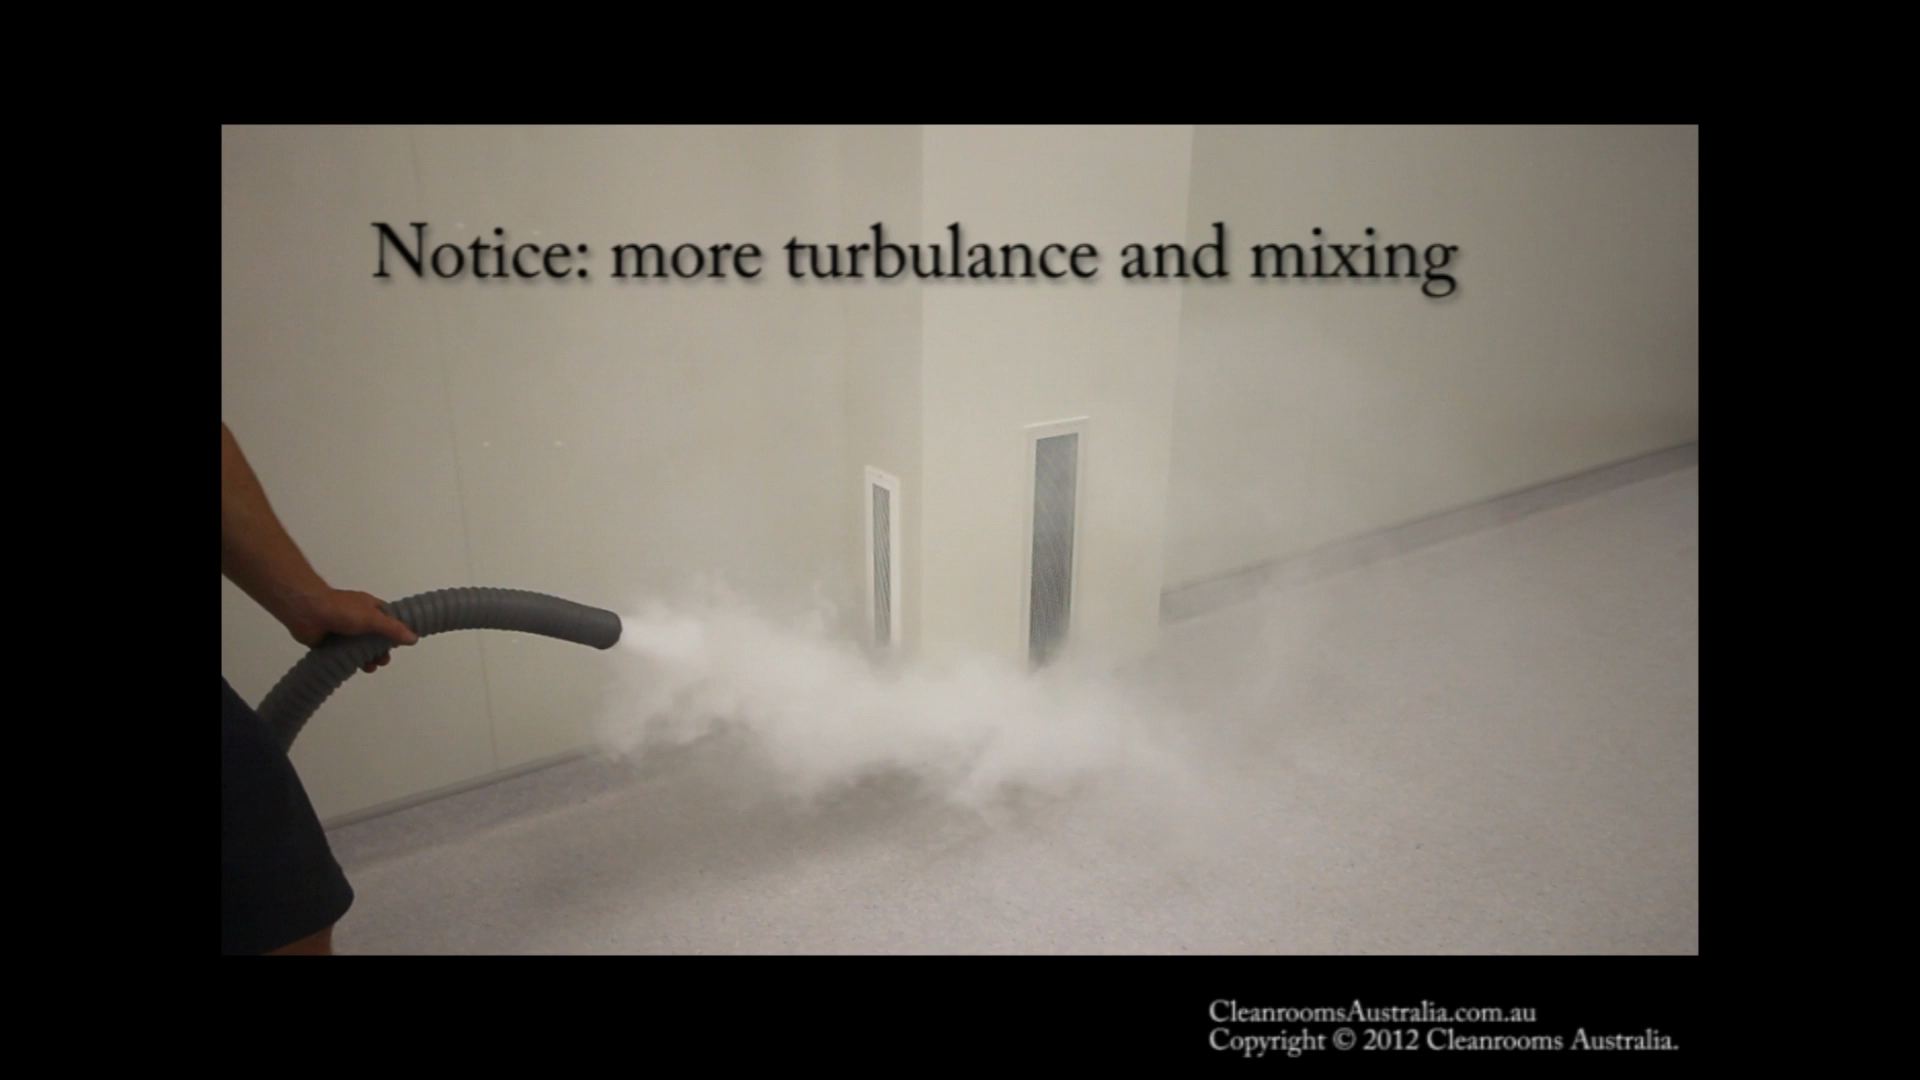 Notice: more turbulance and mixing
CleanroomsAustralia.com.au
Copyright © 2012 Cleanrooms Australia.